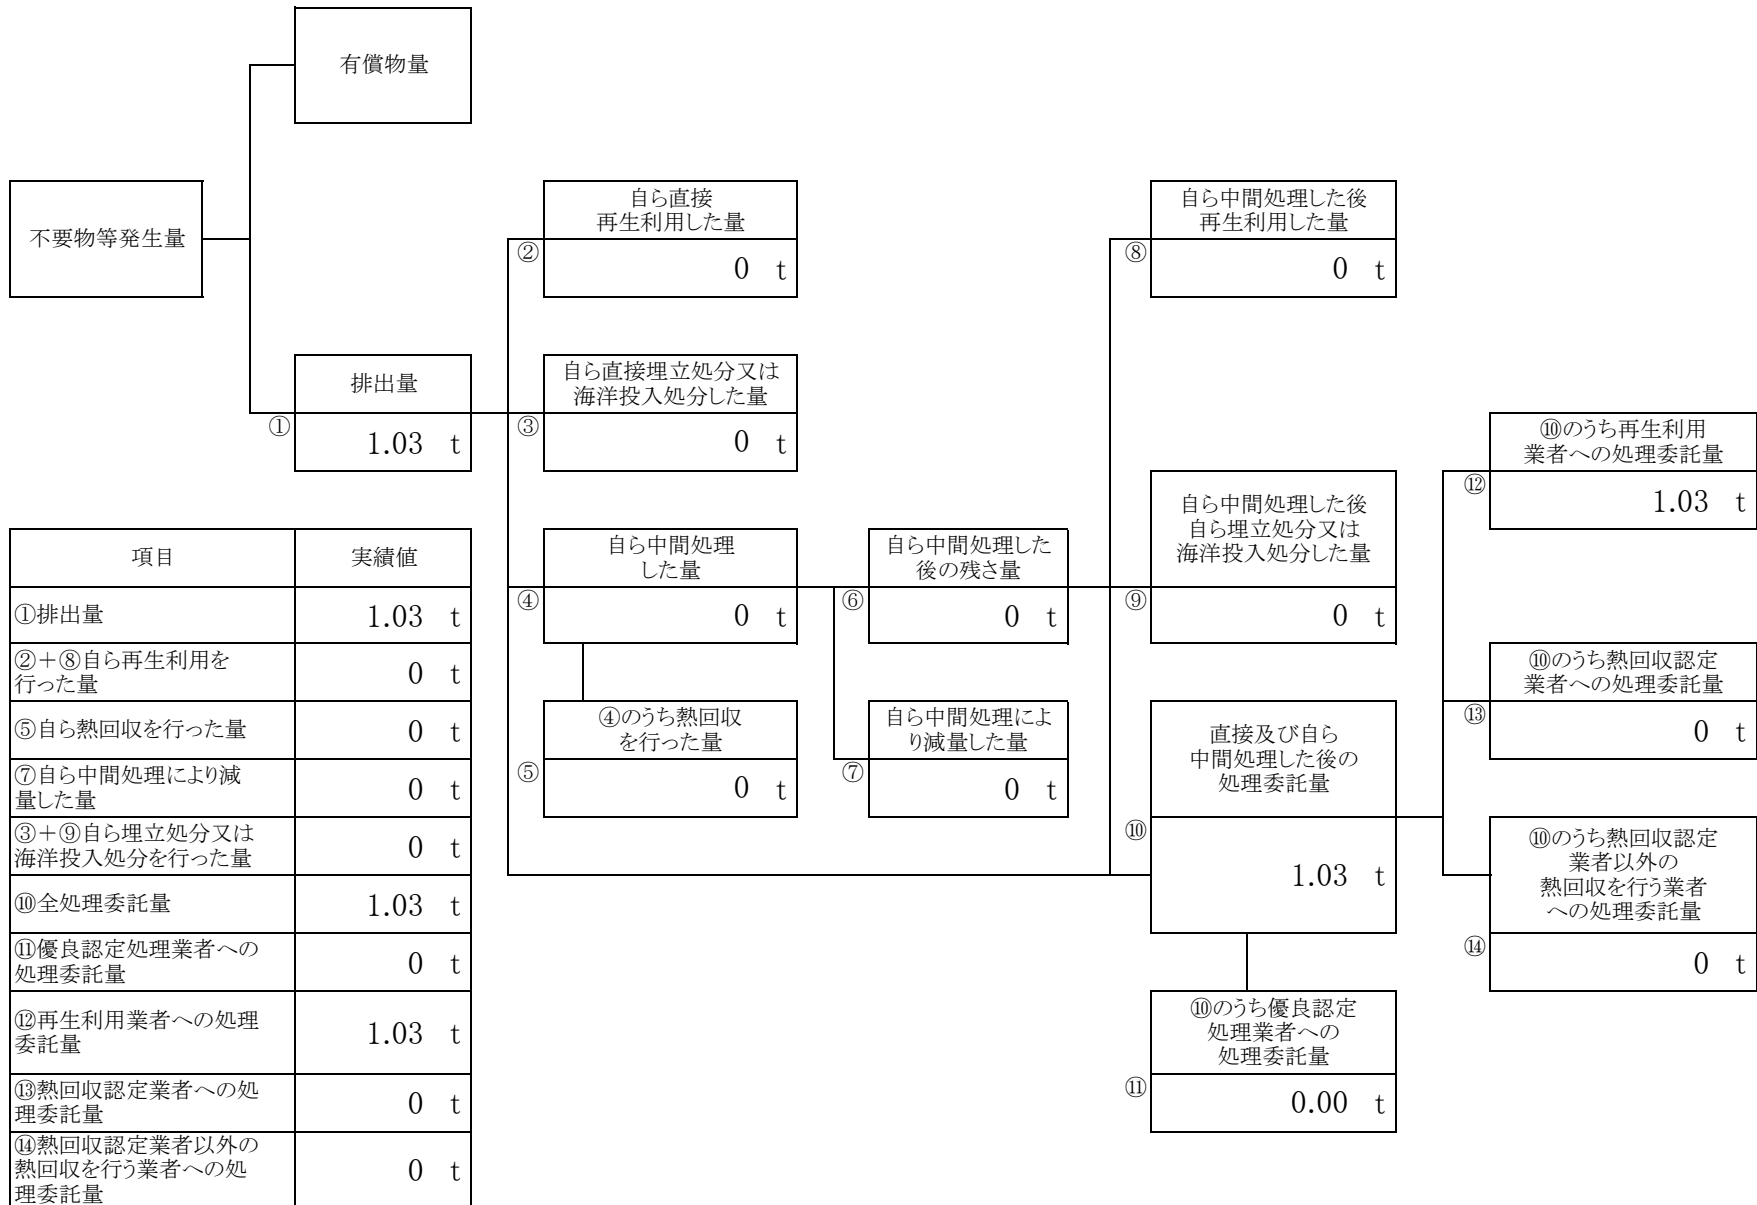 有償物量
不要物等発生量
自ら直接
再生利用した量
②
0 t
自ら中間処理した後
再生利用した量
⑧
0 t
排出量
①
1.03 t
自ら直接埋立処分又は
海洋投入処分した量
③
0 t
⑩のうち再生利用
業者への処理委託量
⑫
1.03 t
自ら中間処理
した量
④
0 t
自ら中間処理した
後の残さ量
⑥
0 t
自ら中間処理した後
自ら埋立処分又は
海洋投入処分した量
⑨
0 t
⑩のうち熱回収認定
業者への処理委託量
⑬
0 t
④のうち熱回収
を行った量
⑤
0 t
自ら中間処理によ
り減量した量
⑦
0 t
直接及び自ら
中間処理した後の
処理委託量
⑩
1.03 t
⑩のうち熱回収認定
業者以外の
熱回収を行う業者
への処理委託量
⑭
0 t
⑩のうち優良認定
処理業者への
処理委託量
⑪
0.00 t
項目 実績値
①排出量 1.03 t
②＋⑧自ら再生利用を
行った量 0 t
⑤自ら熱回収を行った量 0 t
⑦自ら中間処理により減
量した量 0 t
③＋⑨自ら埋立処分又は
海洋投入処分を行った量 0 t
⑩全処理委託量 1.03 t
⑪優良認定処理業者への
処理委託量 0 t
⑫再生利用業者への処理
委託量 1.03 t
⑬熱回収認定業者への処
理委託量 0 t
⑭熱回収認定業者以外の
熱回収を行う業者への処
理委託量 0 t